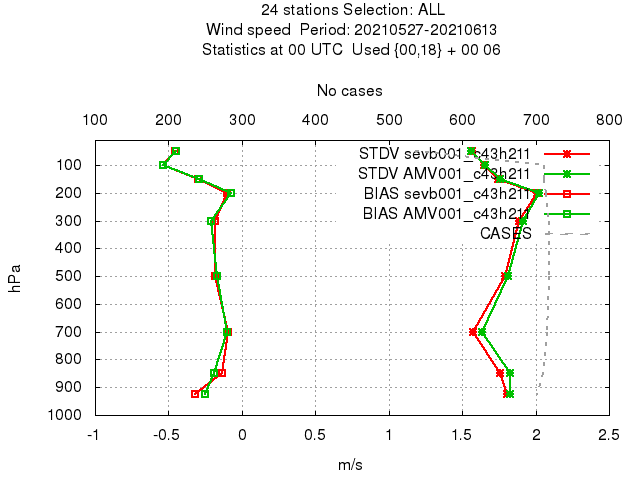 24 stations Selection: ALL
Wind speed  Period: 20210527-20210613
Statistics at 00 UTC  Used {00,18} + 00 06
No cases
100 200 300 400 500 600 700 800
STDV sevb001_c43h211
STDV AMV001_c43h211
BIAS sevb001_c43h211
BIAS AMV001_c43h211
CASES
hPa
100
200
300
400
500
600
700
800
900
1000
-1 -0.5 0 0.5 1 1.5 2 2.5
m/s